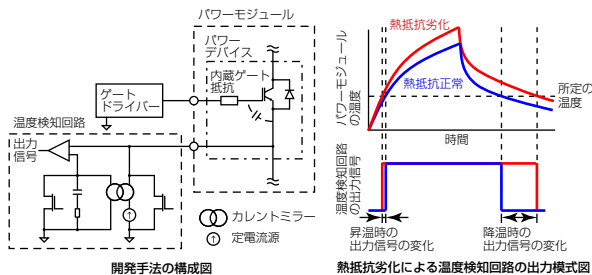 パワーモジュール
パワー
デバイス
内蔵ゲート
抵抗
ゲート
ドライバー
温度検知回路
出力
信号
カレントミラー
定電流源
開発手法の構成図
パワーモジュール
の温度
熱抵抗劣化
熱抵抗正常
所定の
温度
時間
温度検知回路
の出力信号
昇温時の
出力信号の変化
降温時の
出力信号の変化
熱抵抗劣化による温度検知回路の出力模式図